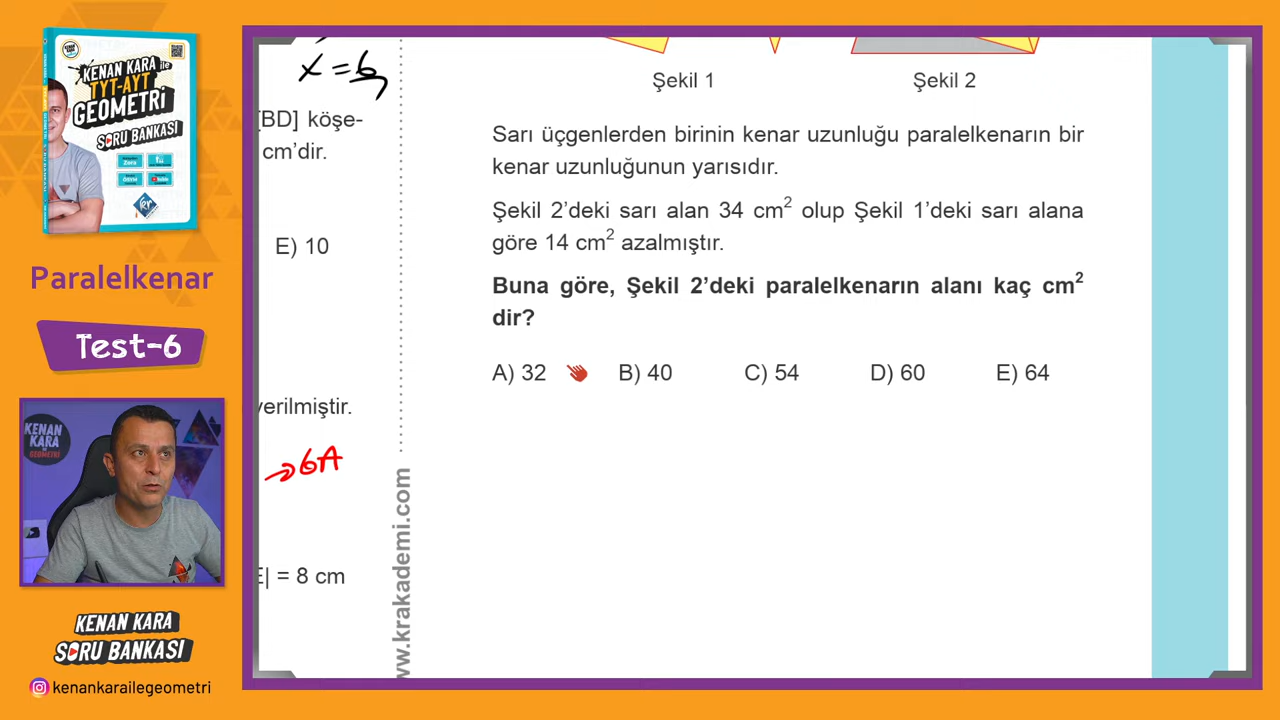 KENAN KARA ile
TYT-AYT
GEOMETRİ
SORU BANKASI
Paralelkenar
Test-6
KENAN
KARA
GEOMETRİ
KENAN KARA
SORU BANKASI
kenankarailegeometri
x = 6
[BD] köşe-
cm'dir.
E) 10
verilmiştir.
→ 6A
E| = 8 cm
www.krakademi.com
Şekil 1
Şekil 2
Sarı üçgenlerden birinin kenar uzunluğu paralelkenarın bir
kenar uzunluğunun yarısıdır.
Şekil 2'deki sarı alan 34 cm² olup Şekil 1'deki sarı alana
göre 14 cm² azalmıştır.
Buna göre, Şekil 2'deki paralelkenarın alanı kaç cm²
dir?
A) 32
B) 40
C) 54
D) 60
E) 64